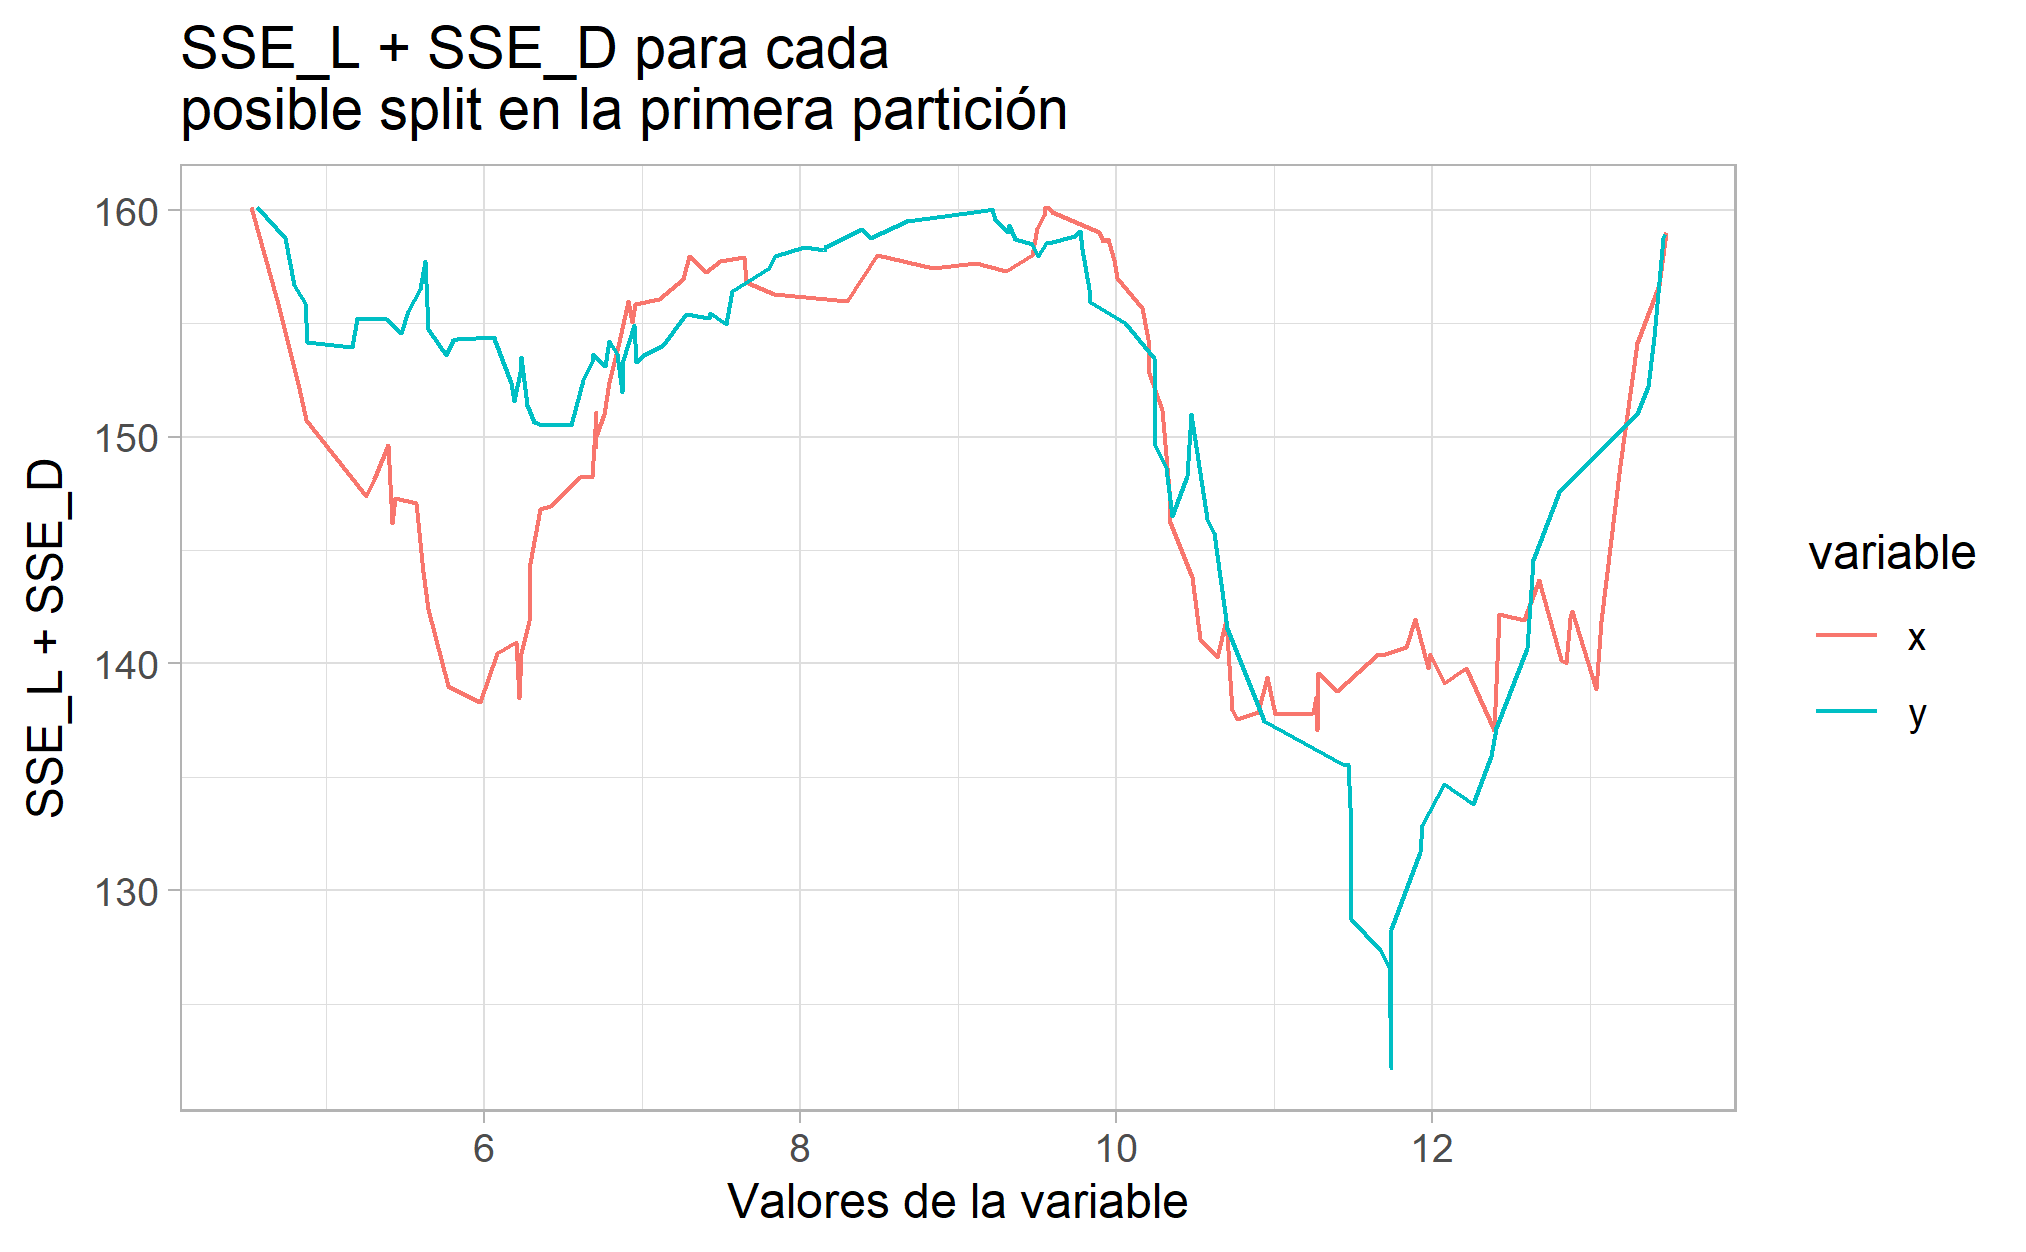 SSE_L + SSE_D para cada
posible split en la primera partición
SSE_L + SSE_D
160
150
140
130
6
8
10
12
Valores de la variable
variable
x
y